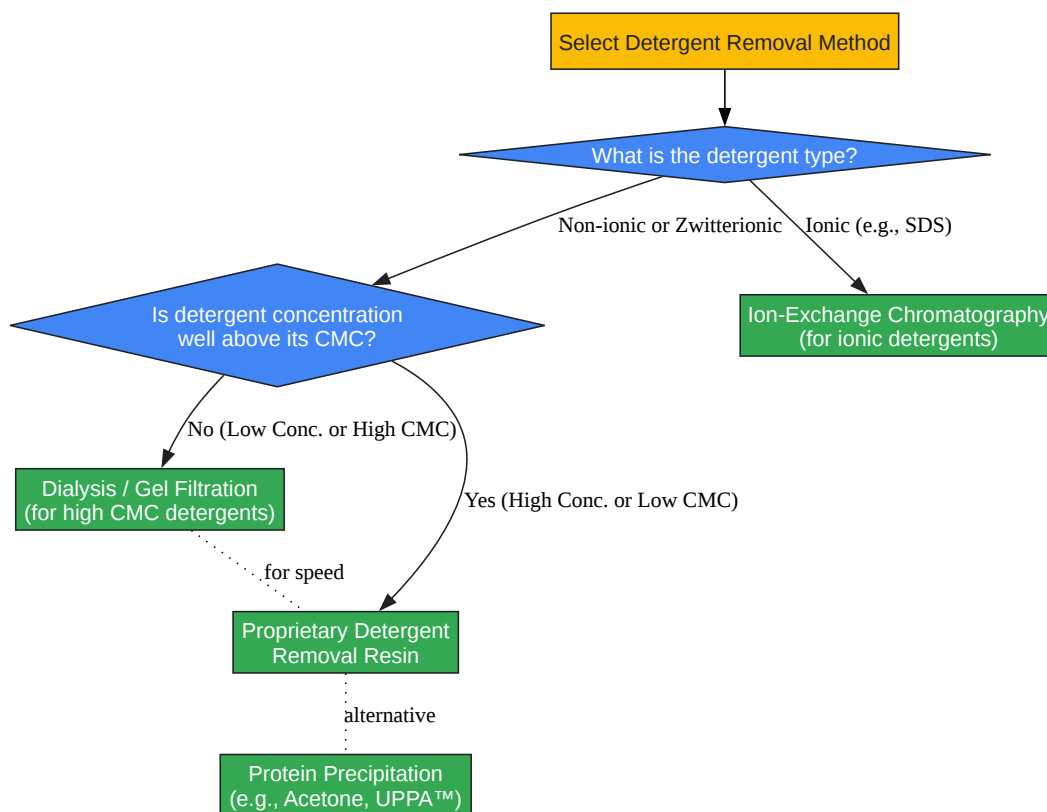 Select Detergent Removal Method
What is the detergent type?
Non-ionic or Zwitterionic
Ionic (e.g., SDS)
Is detergent concentration
well above its CMC?
Ion-Exchange Chromatography
(for ionic detergents)
No (Low Conc. or High CMC)
Dialysis / Gel Filtration
(for high CMC detergents)
Yes (High Conc. or Low CMC)
for speed
Proprietary Detergent
Removal Resin
alternative
Protein Precipitation
(e.g., Acetone, UPPA™)